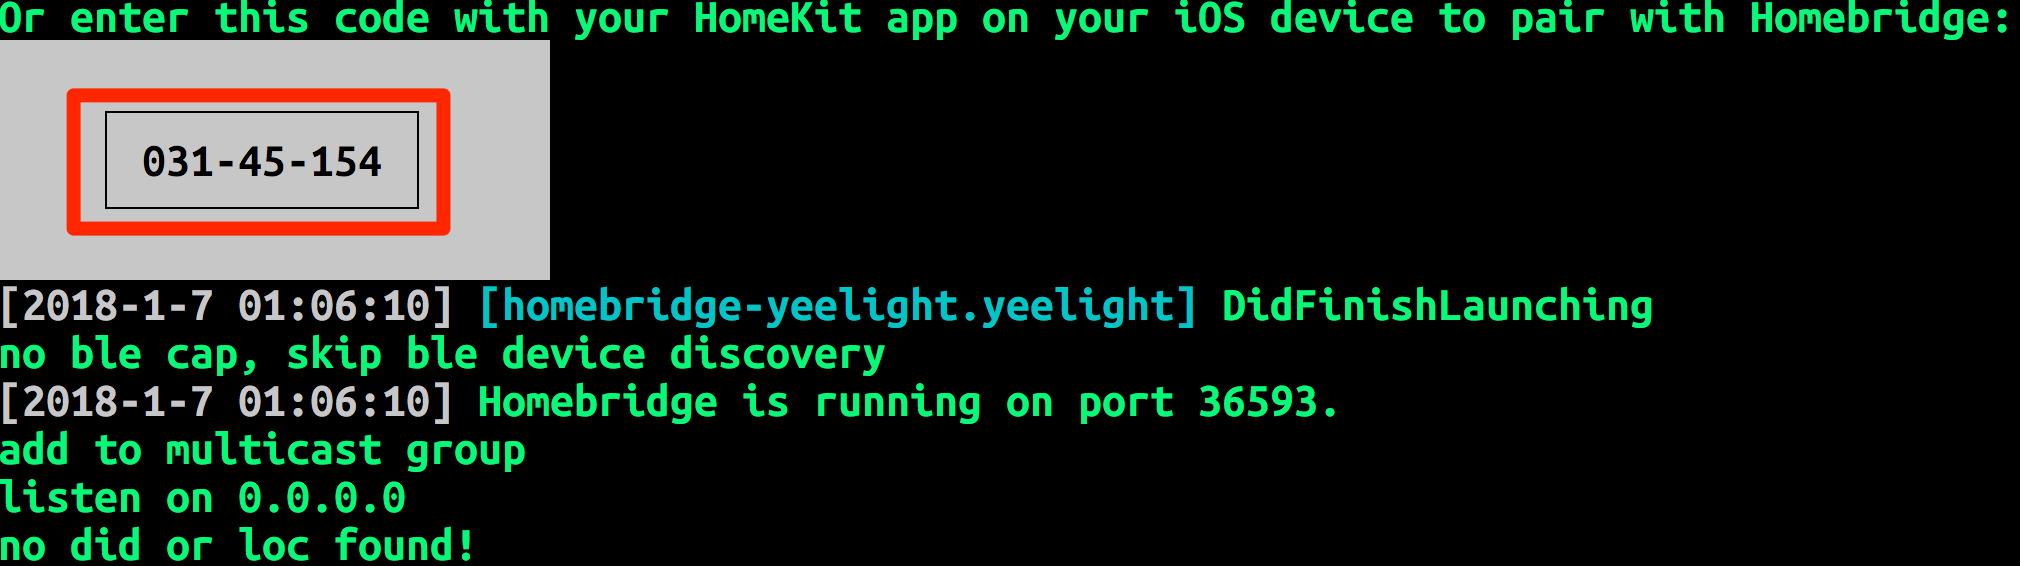 Or enter this code with your HomeKit app on your iOS device to pair with Homebridge:
031-45-154
[2018-1-7 01:06:10] [homebridge-yeelight.yeelight] DidFinishLaunching
no ble cap, skip ble device discovery
[2018-1-7 01:06:10] Homebridge is running on port 36593.
add to multicast group
listen on 0.0.0.0
no did or loc found!